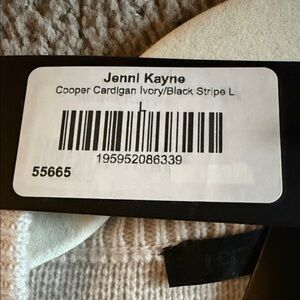 Jenni Kayne
Cooper Cardigan Ivory/Black Stripe L
L
195952086339
55665